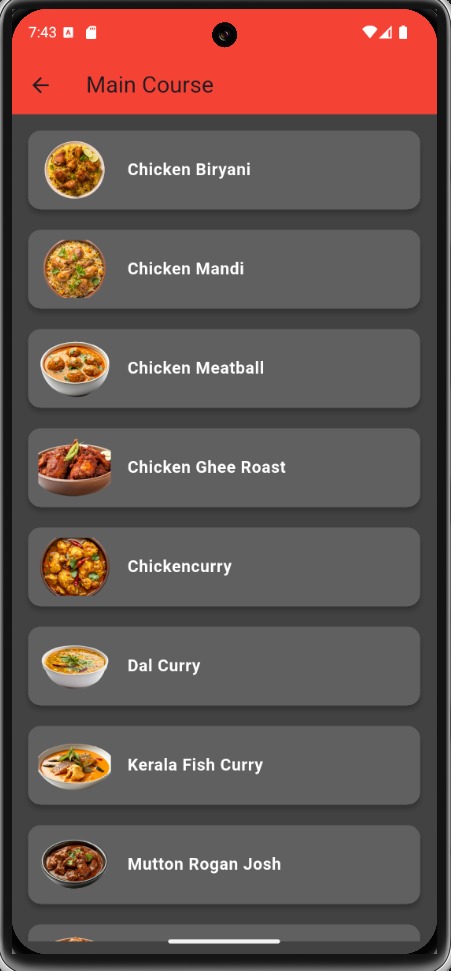 7:43
Main Course
Chicken Biryani
Chicken Mandi
Chicken Meatball
Chicken Ghee Roast
Chickencurry
Dal Curry
Kerala Fish Curry
Mutton Rogan Josh